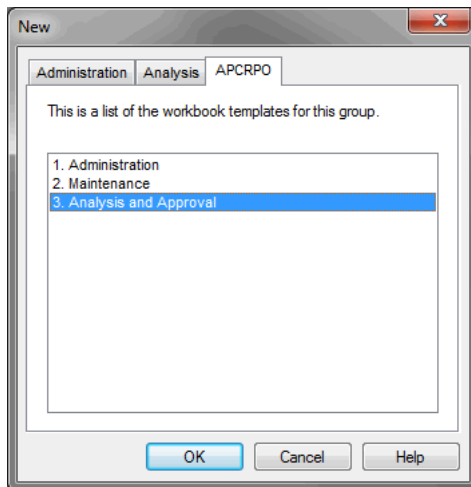 New
Administration Analysis APCRPO
This is a list of the workbook templates for this group.
1. Administration
2. Maintenance
3. Analysis and Approval
OK Cancel Help